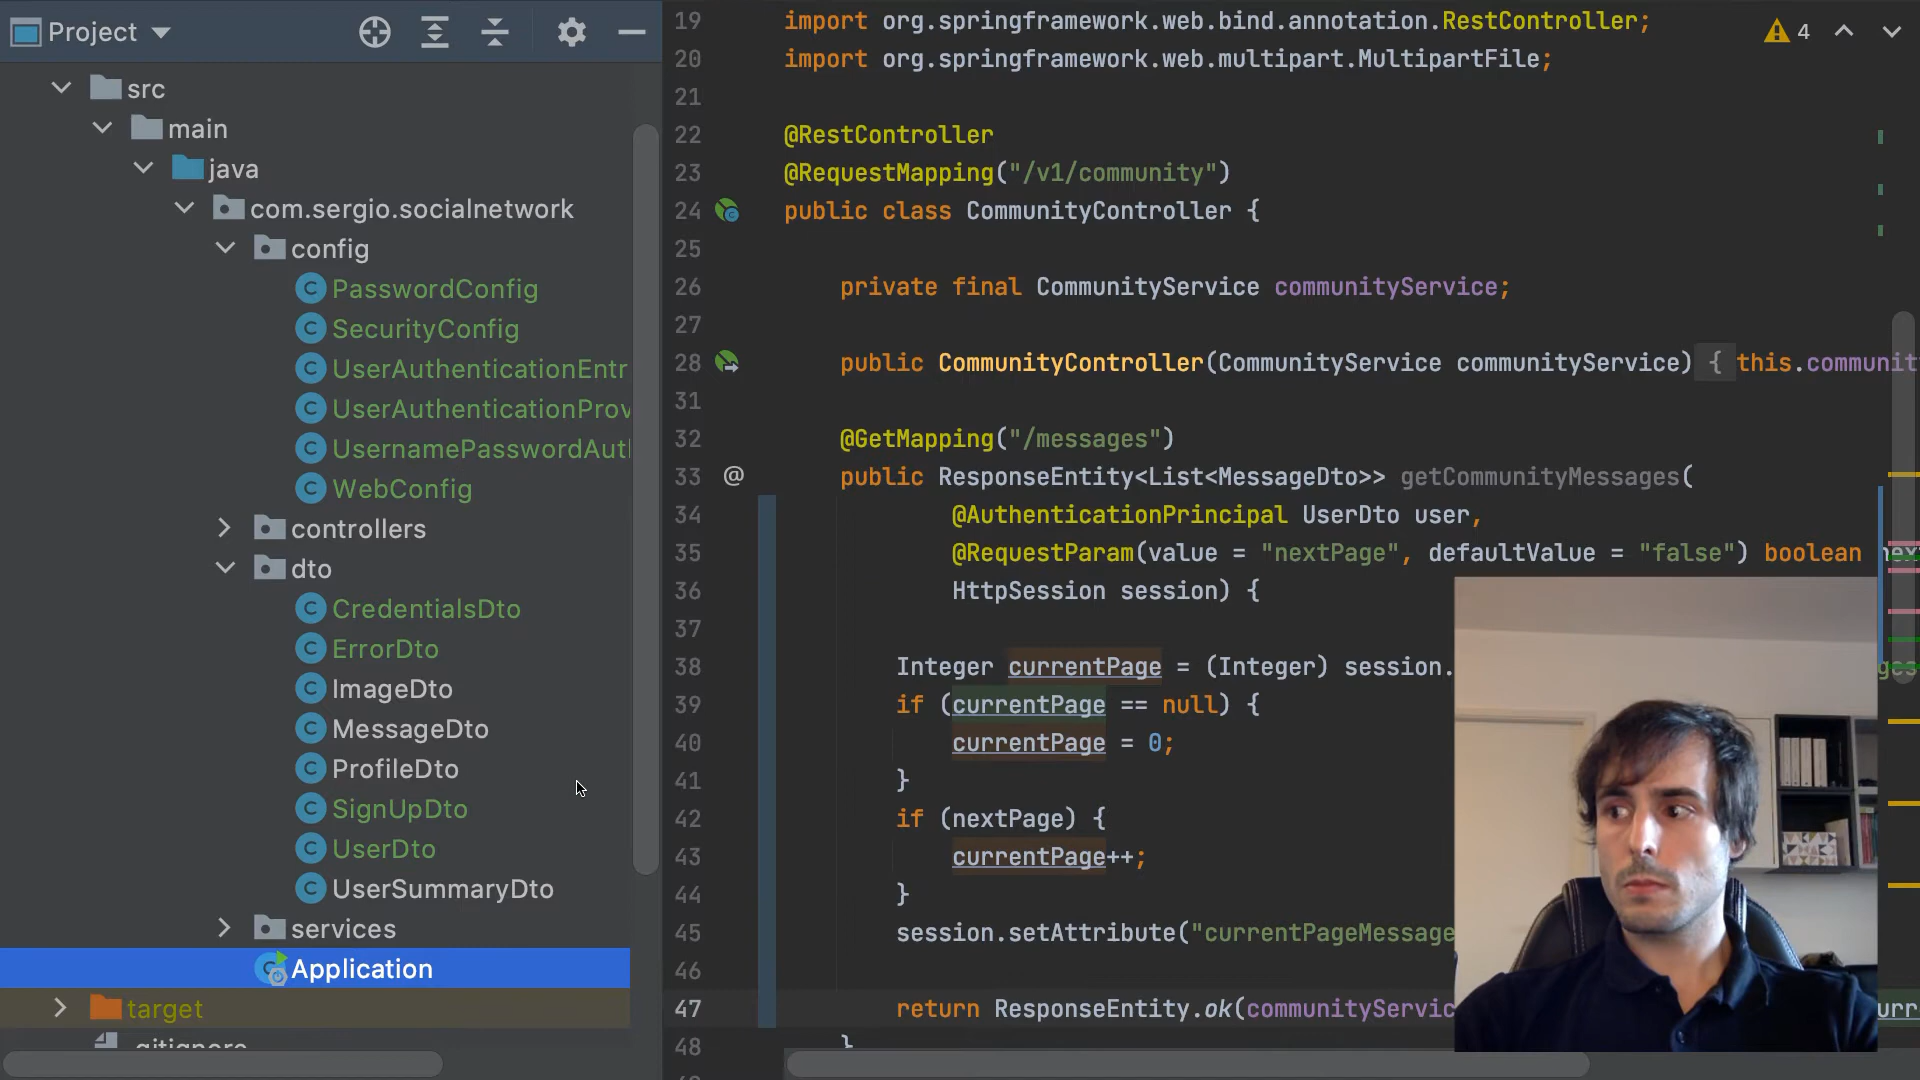 Project
src
main
java
com.sergio.socialnetwork
config
PasswordConfig
SecurityConfig
UserAuthenticationEntr
UserAuthenticationProv
UsernamePasswordAut
WebConfig
controllers
dto
CredentialsDto
ErrorDto
ImageDto
MessageDto
ProfileDto
SignUpDto
UserDto
UserSummaryDto
services
Application
target
.gitignore
4
19 import org.springframework.web.bind.annotation.RestController;
20 import org.springframework.web.multipart.MultipartFile;
21
22 @RestController
23 @RequestMapping("/v1/community")
24 public class CommunityController {
25
26 private final CommunityService communityService;
27
28 public CommunityController(CommunityService communityService) { this.communit
31
32 @GetMapping("/messages")
33 @ public ResponseEntity<List<MessageDto>> getCommunityMessages(
34 @AuthenticationPrincipal UserDto user,
35 @RequestParam(value = "nextPage", defaultValue = "false") boolean nex
36 HttpSession session) {
37
38 Integer currentPage = (Integer) session.
39 if (currentPage == null) {
40 currentPage = 0;
41 }
42 if (nextPage) {
43 currentPage++;
44 }
45 session.setAttribute("currentPageMessage
46
47 return ResponseEntity.ok(communityServic
48 }